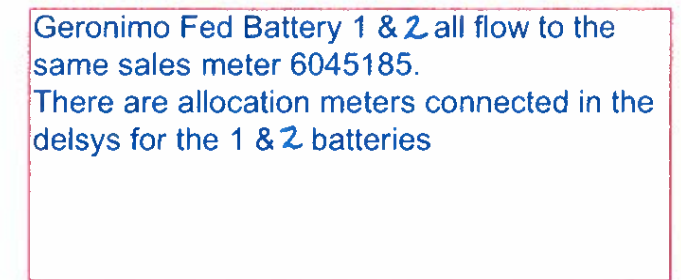 Geronimo Fed Battery 1 & 2 all flow to the
same sales meter 6045185.
There are allocation meters connected in the
delsys for the 1 & 2 batteries